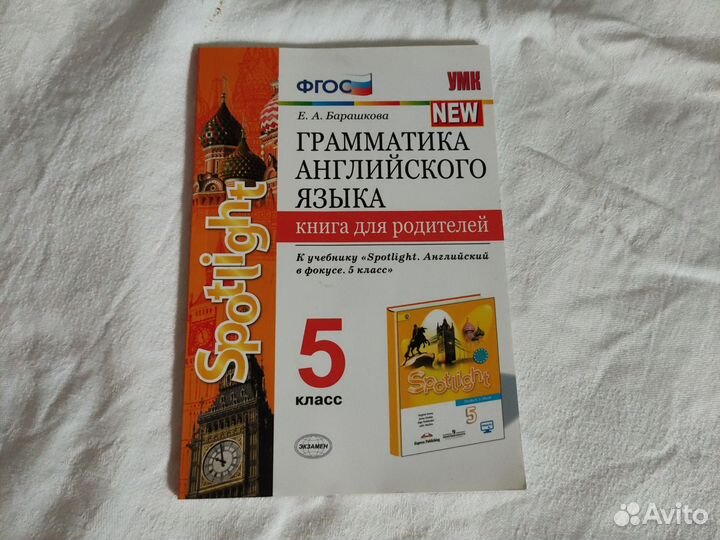 ФГОС
УМК
NEW
Е. А. Барашкова
ГРАММАТИКА
АНГЛИЙСКОГО
ЯЗЫКА
книга для родителей
К учебнику «Spotlight. Английский
в фокусе. 5 класс»
Spotlight
5
класс
ЭКЗАМЕН
Spotlight
5
Avito